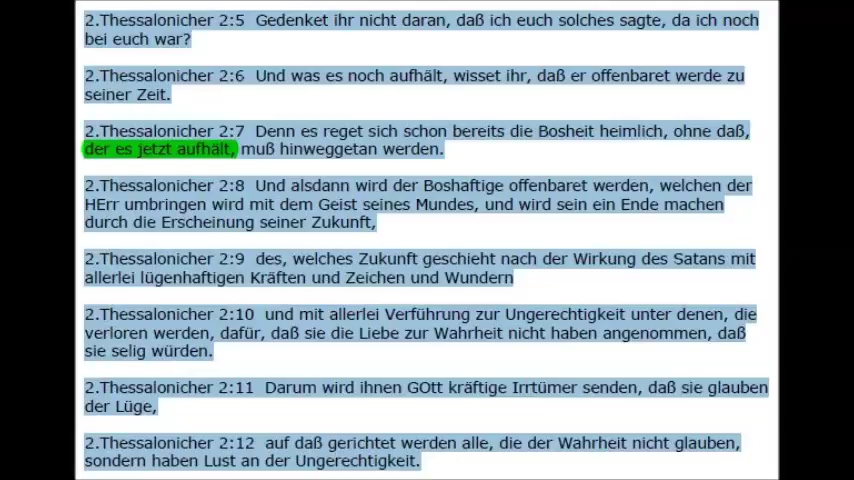 2.Thessalonicher 2:5 Gedenket ihr nicht daran, daß ich euch solches sagte, da ich noch
bei euch war?
2.Thessalonicher 2:6 Und was es noch aufhält, wisset ihr, daß er offenbaret werde zu
seiner Zeit.
2.Thessalonicher 2:7 Denn es reget sich schon bereits die Bosheit heimlich, ohne daß,
der es jetzt aufhält, muß hinweggetan werden.
2.Thessalonicher 2:8 Und alsdann wird der Boshaftige offenbaret werden, welchen der
HErr umbringen wird mit dem Geist seines Mundes, und wird sein ein Ende machen
durch die Erscheinung seiner Zukunft,
2.Thessalonicher 2:9 des, welches Zukunft geschieht nach der Wirkung des Satans mit
allerlei lügenhaftigen Kräften und Zeichen und Wundern
2.Thessalonicher 2:10 und mit allerlei Verführung zur Ungerechtigkeit unter denen, die
verloren werden, dafür, daß sie die Liebe zur Wahrheit nicht haben angenommen, daß
sie selig würden.
2.Thessalonicher 2:11 Darum wird ihnen GOtt kräftige Irrtümer senden, daß sie glauben
der Lüge,
2.Thessalonicher 2:12 auf daß gerichtet werden alle, die der Wahrheit nicht glauben,
sondern haben Lust an der Ungerechtigkeit.